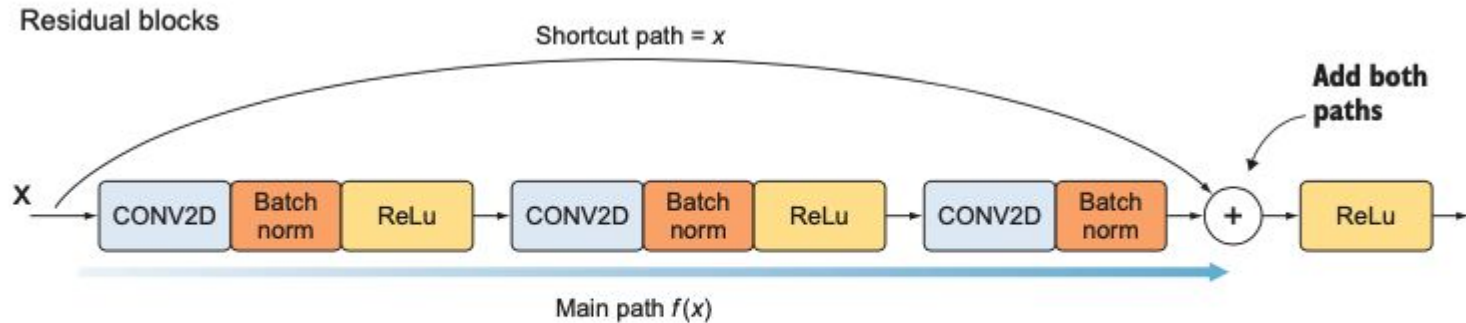 Residual blocks
Shortcut path = x
Add both
paths
X
CONV2D
Batch
norm
ReLu
CONV2D
Batch
norm
ReLu
CONV2D
Batch
norm
+
ReLu
Main path f(x)